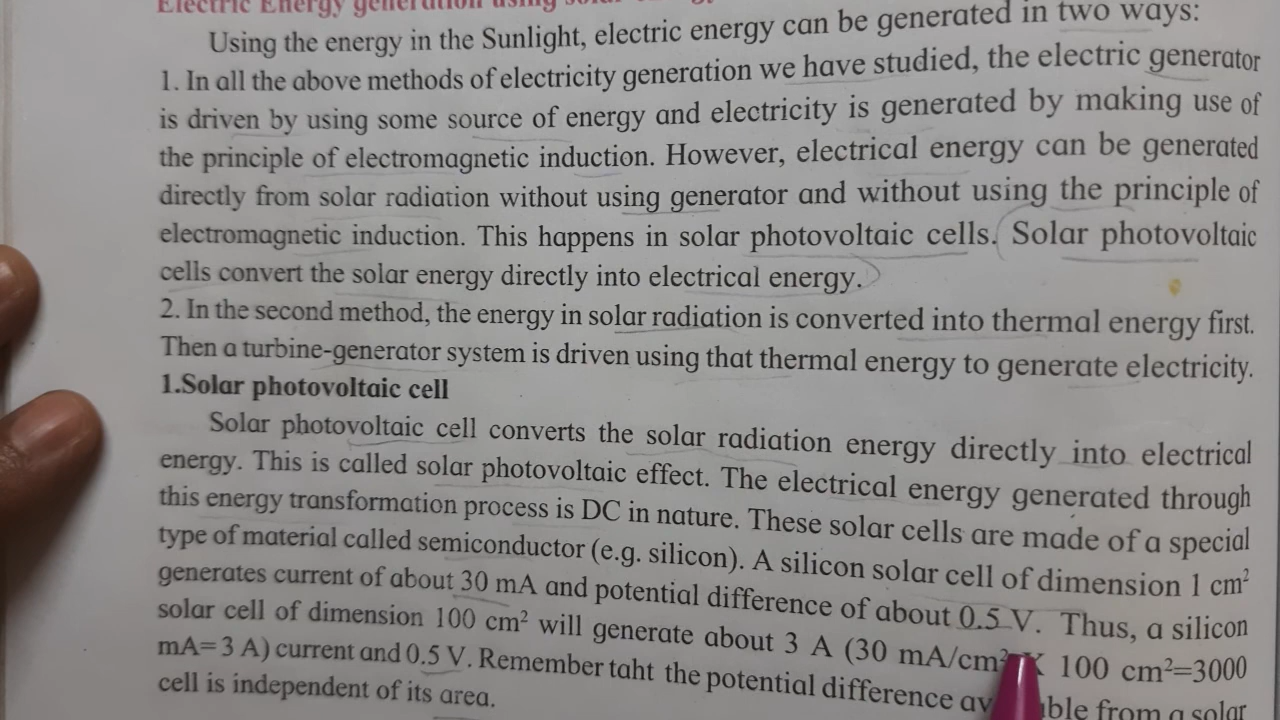 Electric Energy generation using solar energy
Using the energy in the Sunlight, electric energy can be generated in two ways:
1. In all the above methods of electricity generation we have studied, the electric generator
is driven by using some source of energy and electricity is generated by making use of
the principle of electromagnetic induction. However, electrical energy can be generated
directly from solar radiation without using generator and without using the principle of
electromagnetic induction. This happens in solar photovoltaic cells. Solar photovoltaic
cells convert the solar energy directly into electrical energy.
2. In the second method, the energy in solar radiation is converted into thermal energy first.
Then a turbine-generator system is driven using that thermal energy to generate electricity.
1.Solar photovoltaic cell
Solar photovoltaic cell converts the solar radiation energy directly into electrical
energy. This is called solar photovoltaic effect. The electrical energy generated through
this energy transformation process is DC in nature. These solar cells are made of a special
type of material called semiconductor (e.g. silicon). A silicon solar cell of dimension 1 cm²
generates current of about 30 mA and potential difference of about 0.5 V. Thus, a silicon
solar cell of dimension 100 cm² will generate about 3 A (30 mA/cm² X 100 cm²=3000
mA= 3 A) current and 0.5 V. Remember taht the potential difference from a solar
cell is independent of its area.